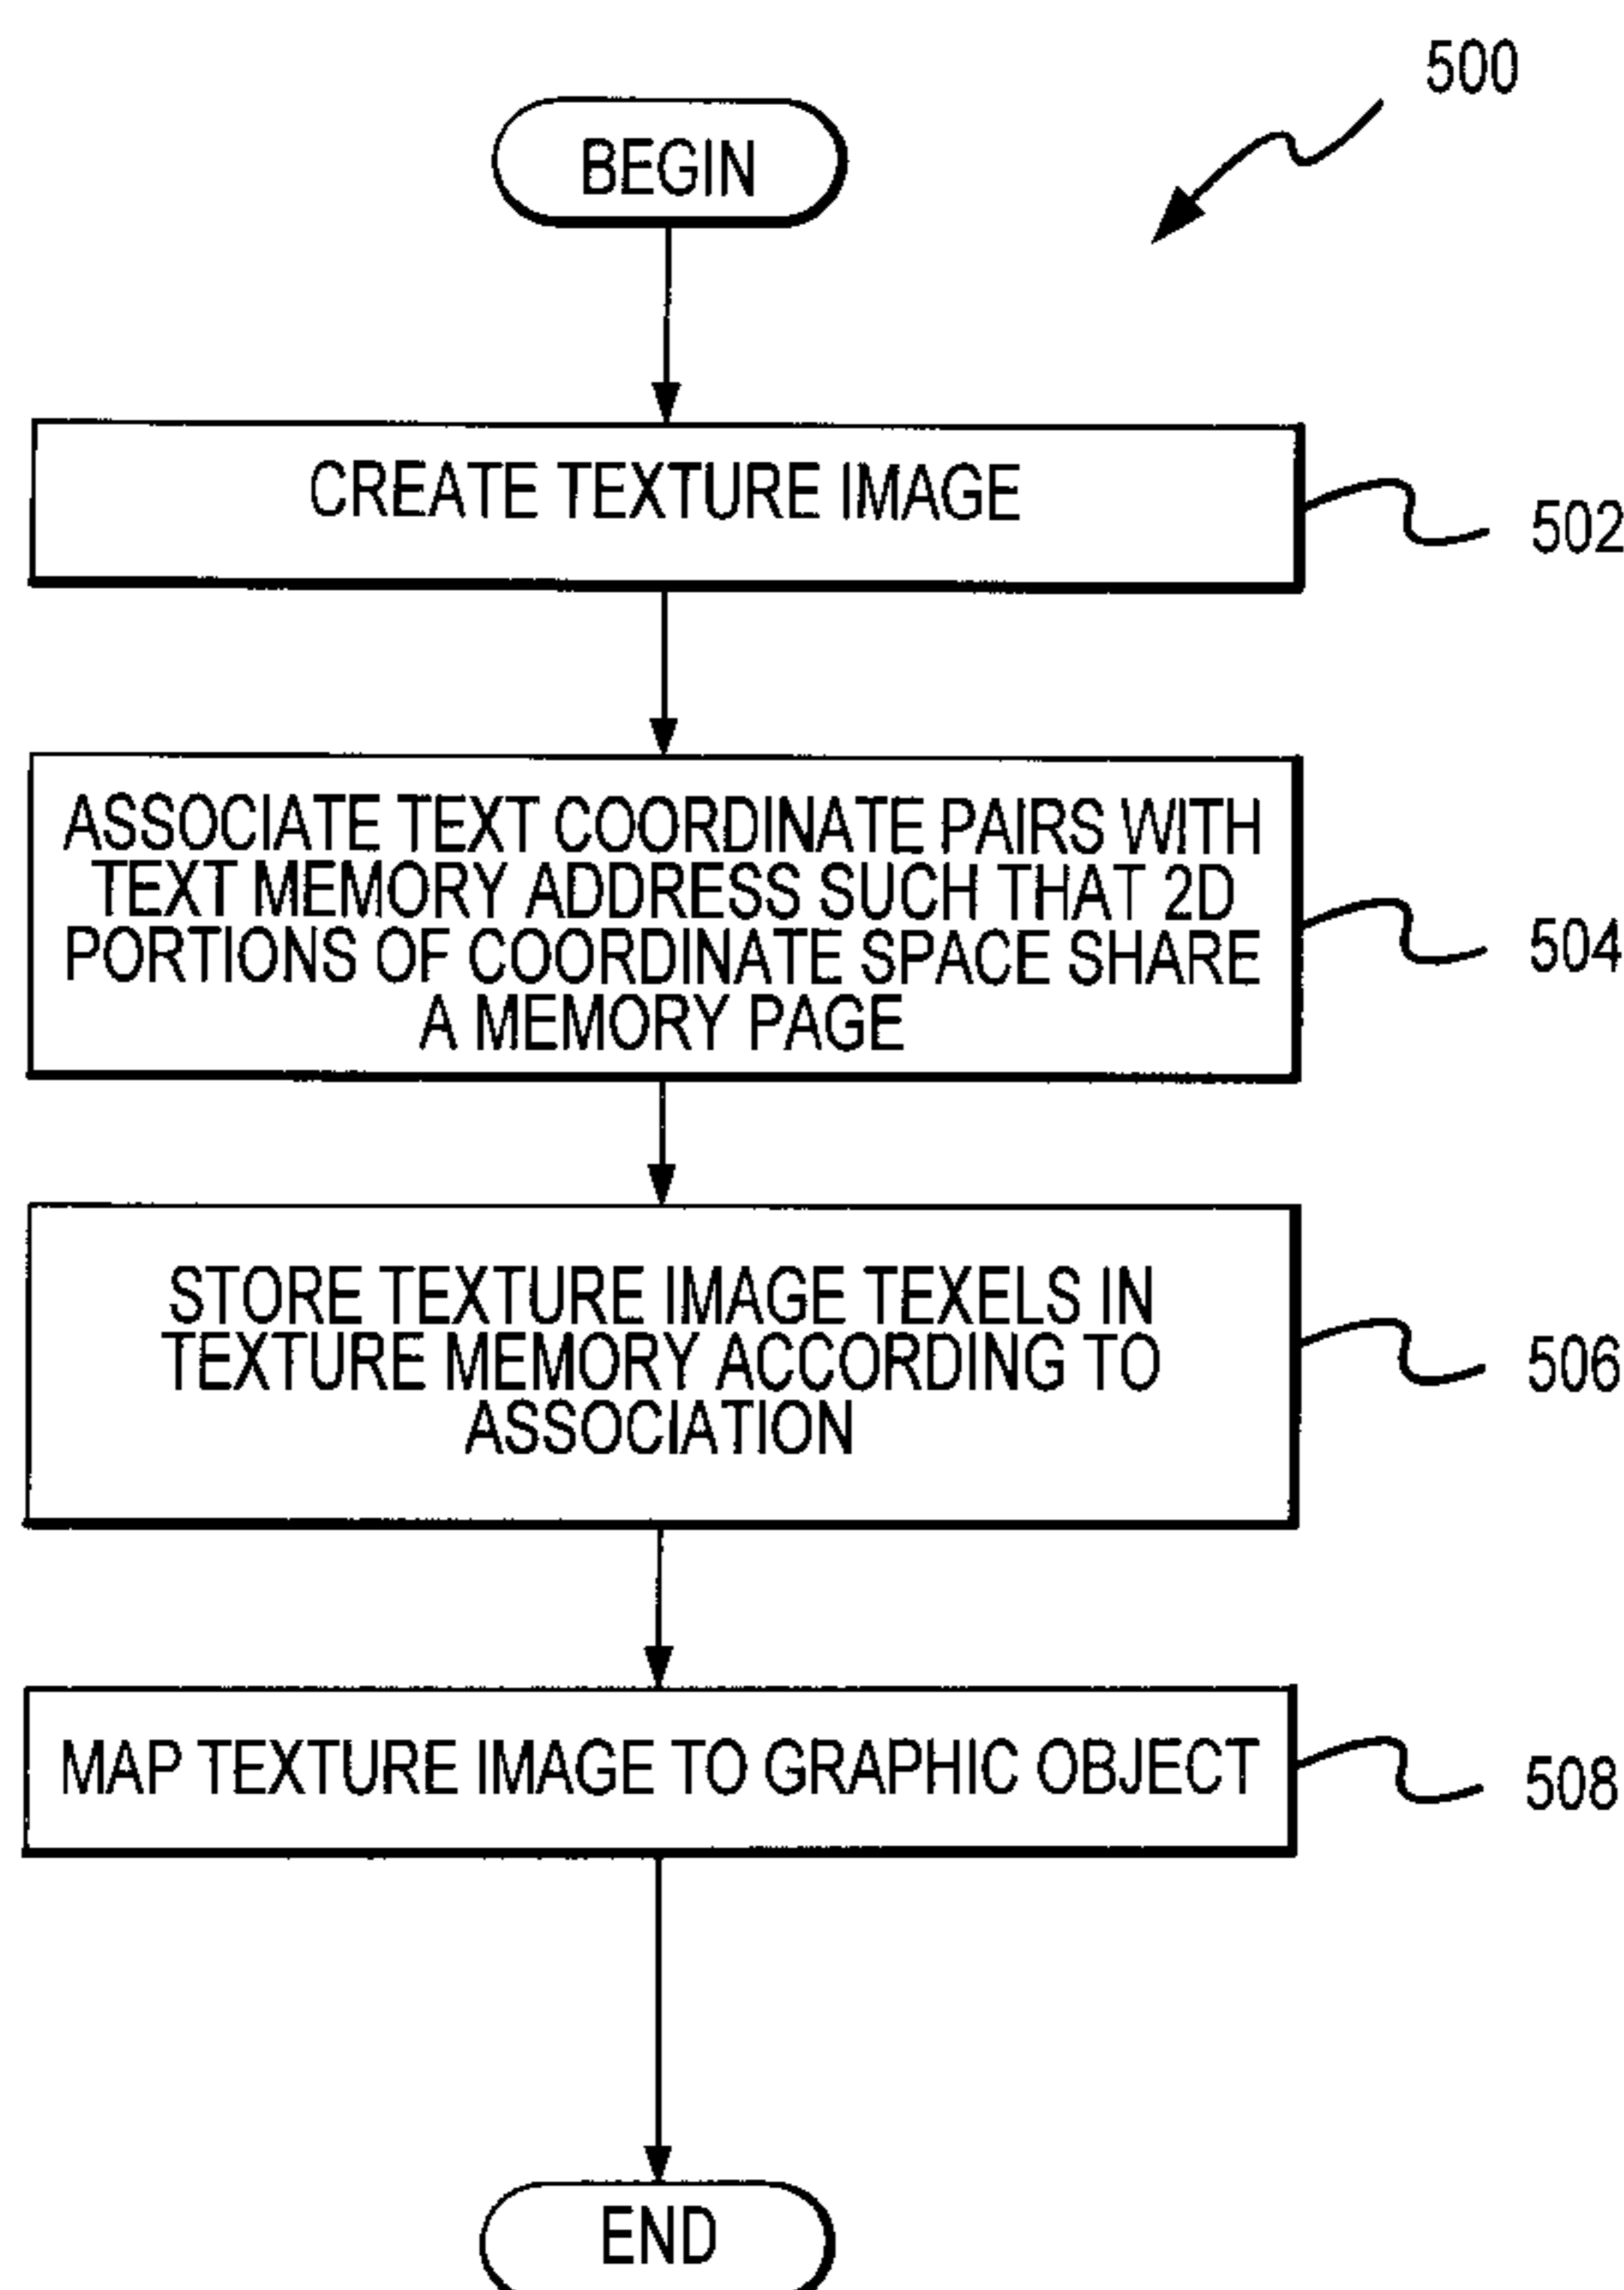 500
BEGIN
CREATE TEXTURE IMAGE
502
ASSOCIATE TEXT COORDINATE PAIRS WITH
TEXT MEMORY ADDRESS SUCH THAT 2D
PORTIONS OF COORDINATE SPACE SHARE
A MEMORY PAGE
504
STORE TEXTURE IMAGE TEXELS IN
TEXTURE MEMORY ACCORDING TO
ASSOCIATION
506
MAP TEXTURE IMAGE TO GRAPHIC OBJECT
508
END